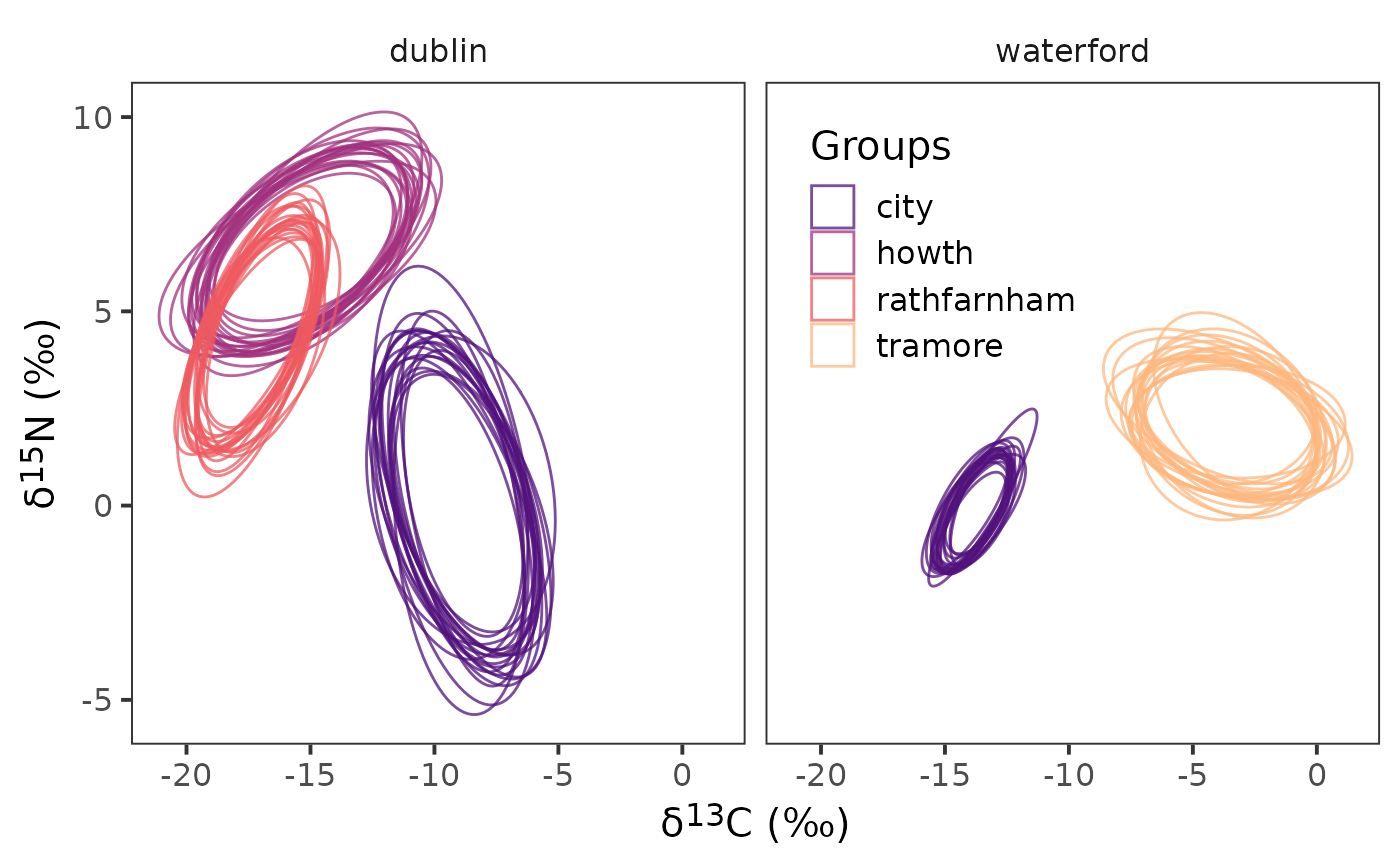 dublin
waterford
10
5
0
-5
δ15N (‰)
Groups
city
howth
rathfarnham
tramore
-20 -15 -10 -5 0
-20 -15 -10 -5 0
δ13C (‰)